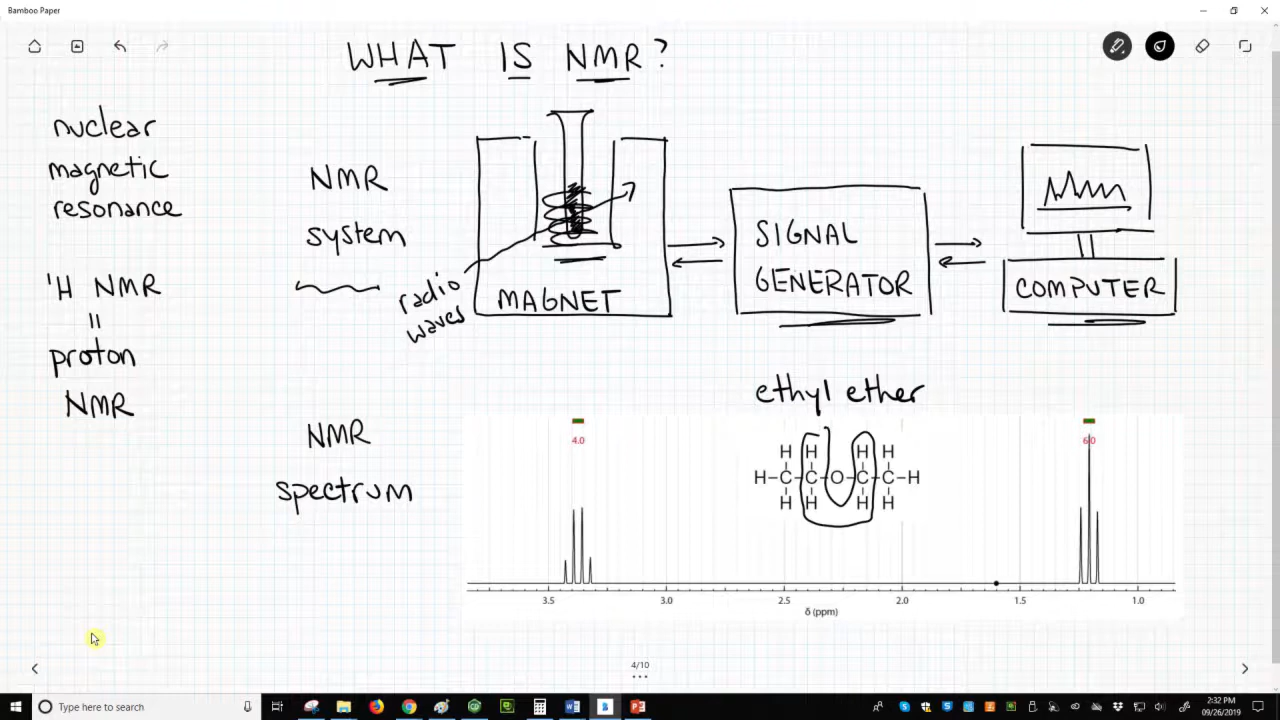 Bamboo Paper
WHAT IS NMR?
nuclear
magnetic
resonance
'H NMR
=
proton
NMR
NMR
system
radio
waves
MAGNET
SIGNAL
GENERATOR
COMPUTER
ethyl ether
NMR
spectrum
4.0
6.0
H H H H
H-C-C-O-C-C-H
H H H H
3.5 3.0 2.5 2.0 1.5 1.0
δ (ppm)
4/10
Type here to search
2:32 PM
09/26/2019